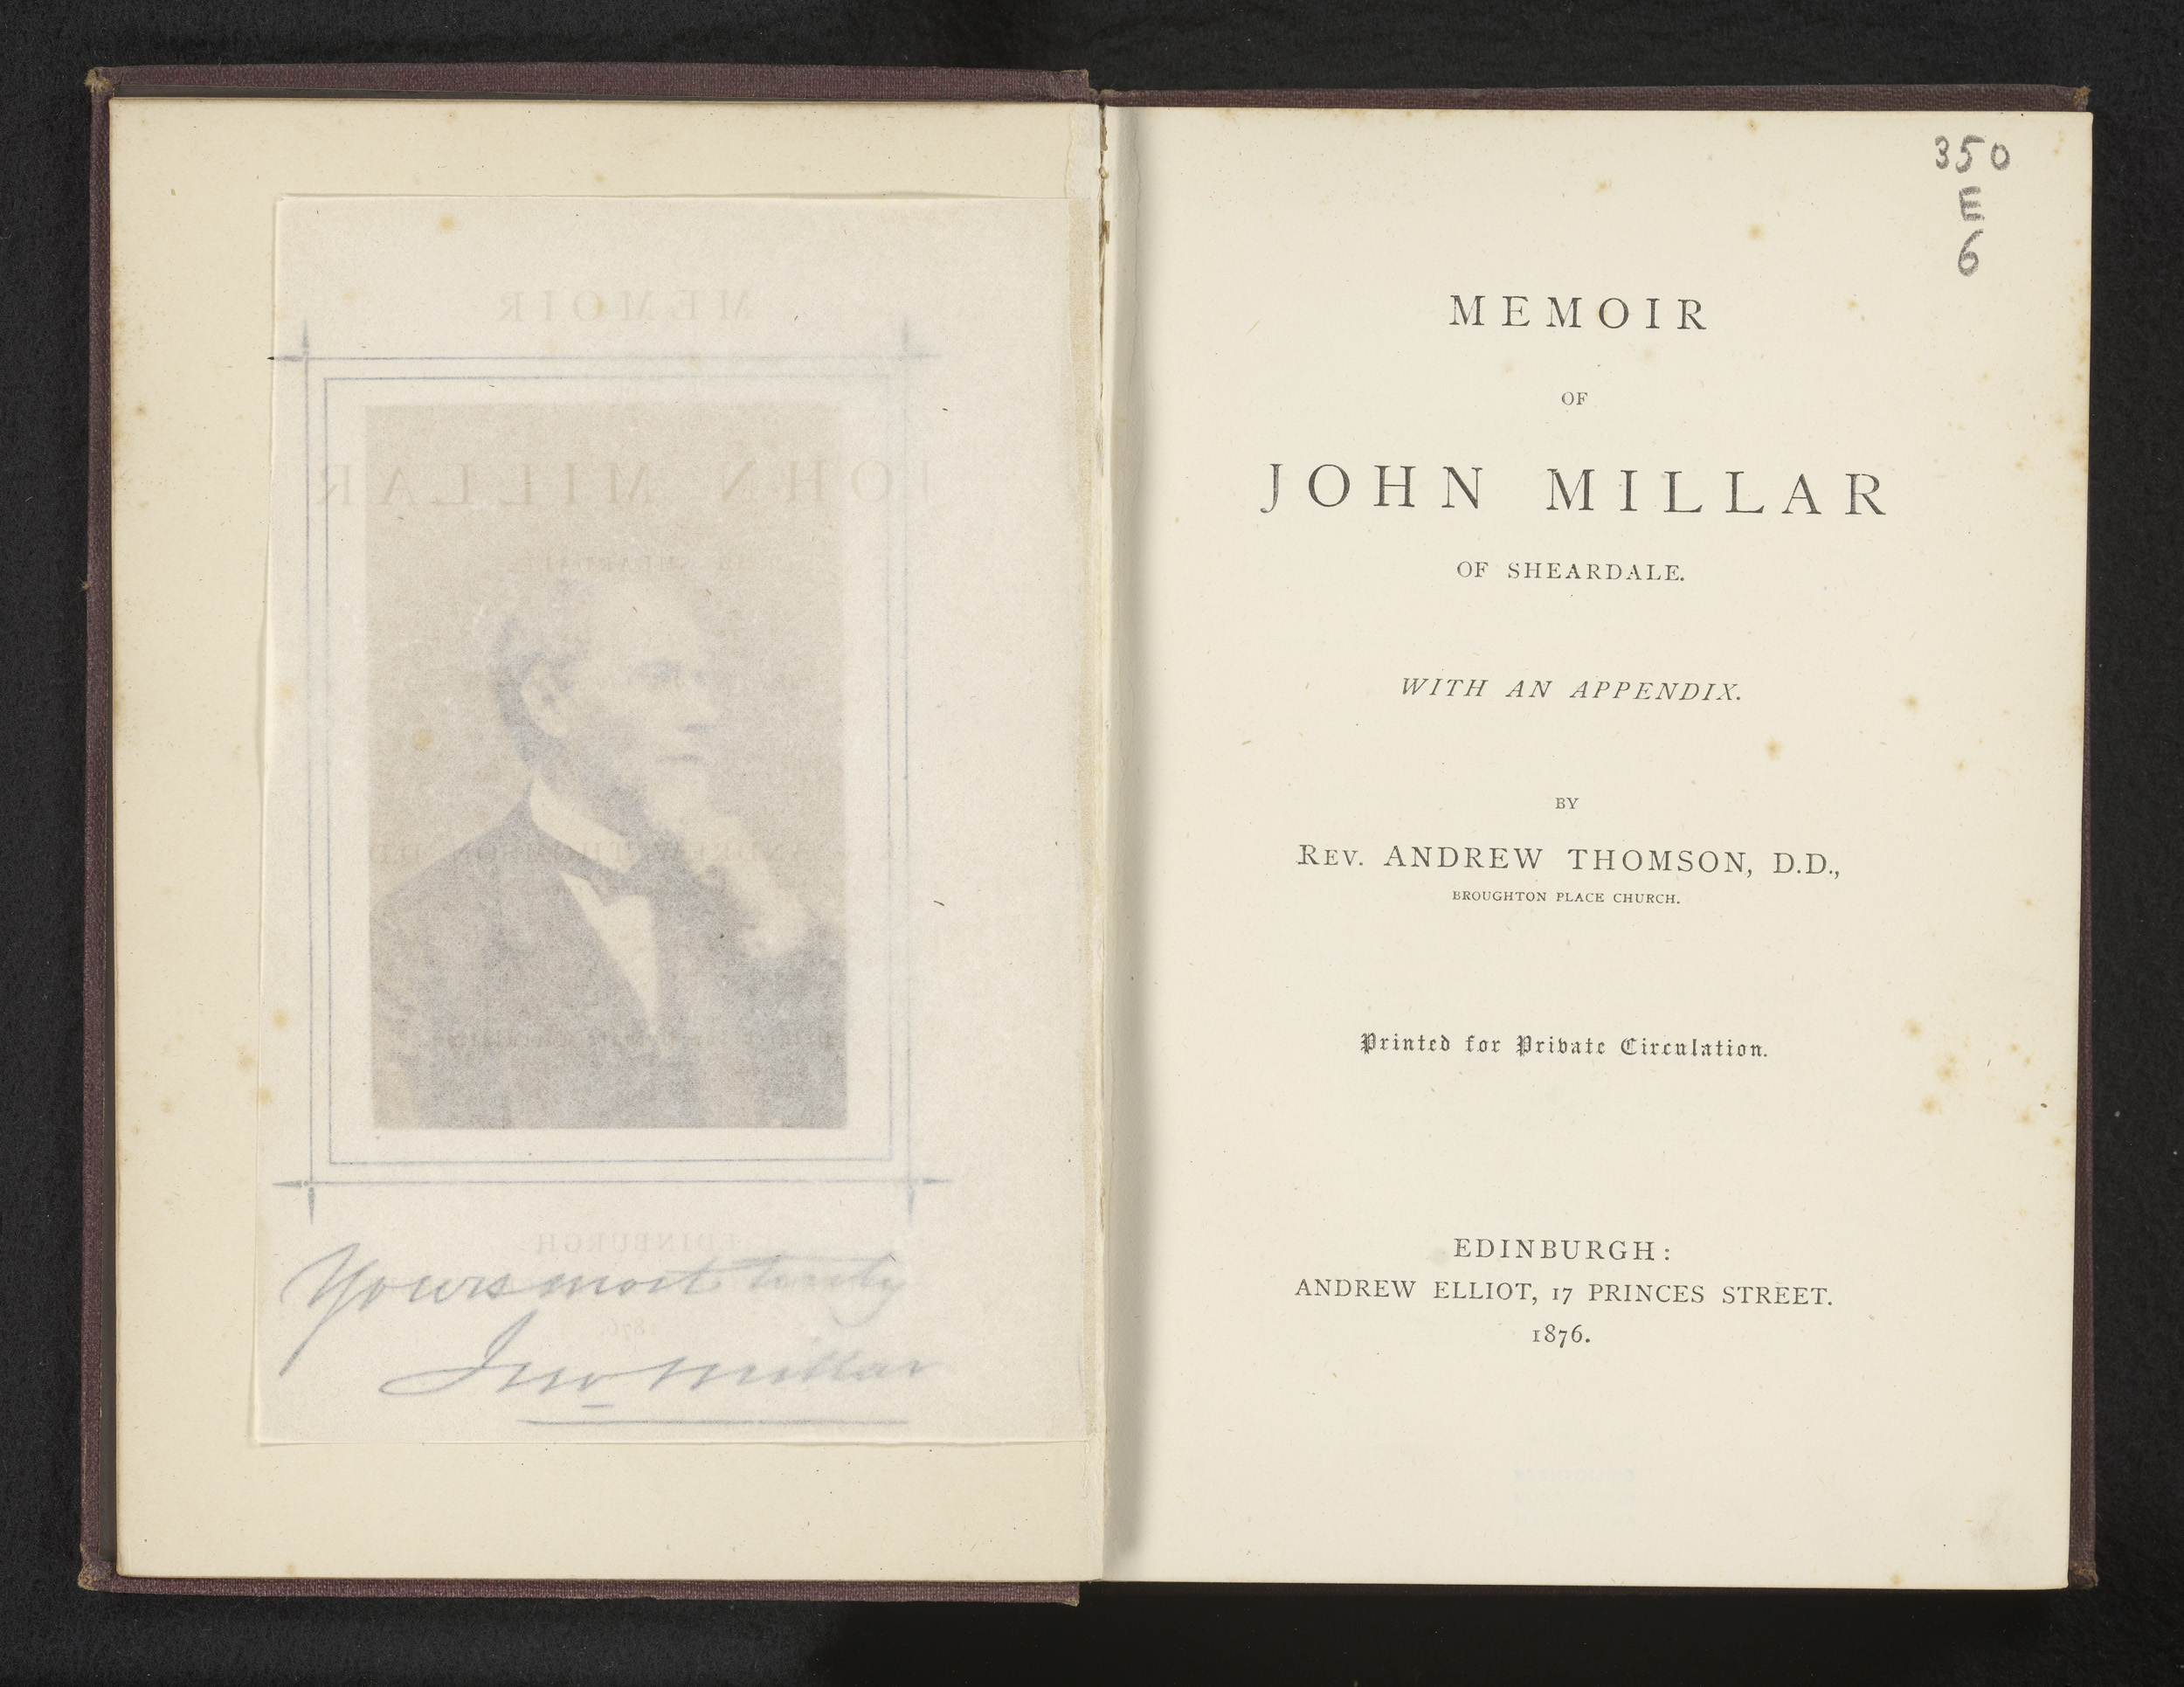 Yours most truly
Jno Millar
350
E
6
MEMOIR
OF
JOHN MILLAR
OF SHEARDALE.
WITH AN APPENDIX.
BY
REV. ANDREW THOMSON, D.D.,
BROUGHTON PLACE CHURCH.
Printed for Private Circulation.
EDINBURGH:
ANDREW ELLIOT, 17 PRINCES STREET.
1876.